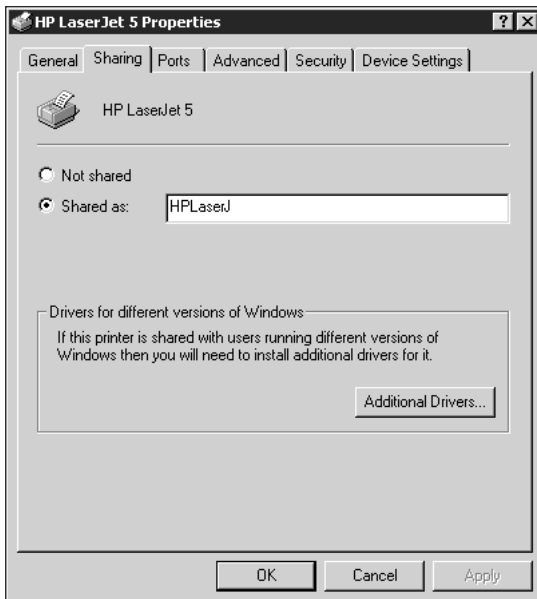 HP LaserJet 5 Properties
General Sharing Ports Advanced Security Device Settings
HP LaserJet 5
Not shared
Shared as: HPLaserJ
Drivers for different versions of Windows
If this printer is shared with users running different versions of
Windows then you will need to install additional drivers for it.
Additional Drivers...
OK Cancel Apply